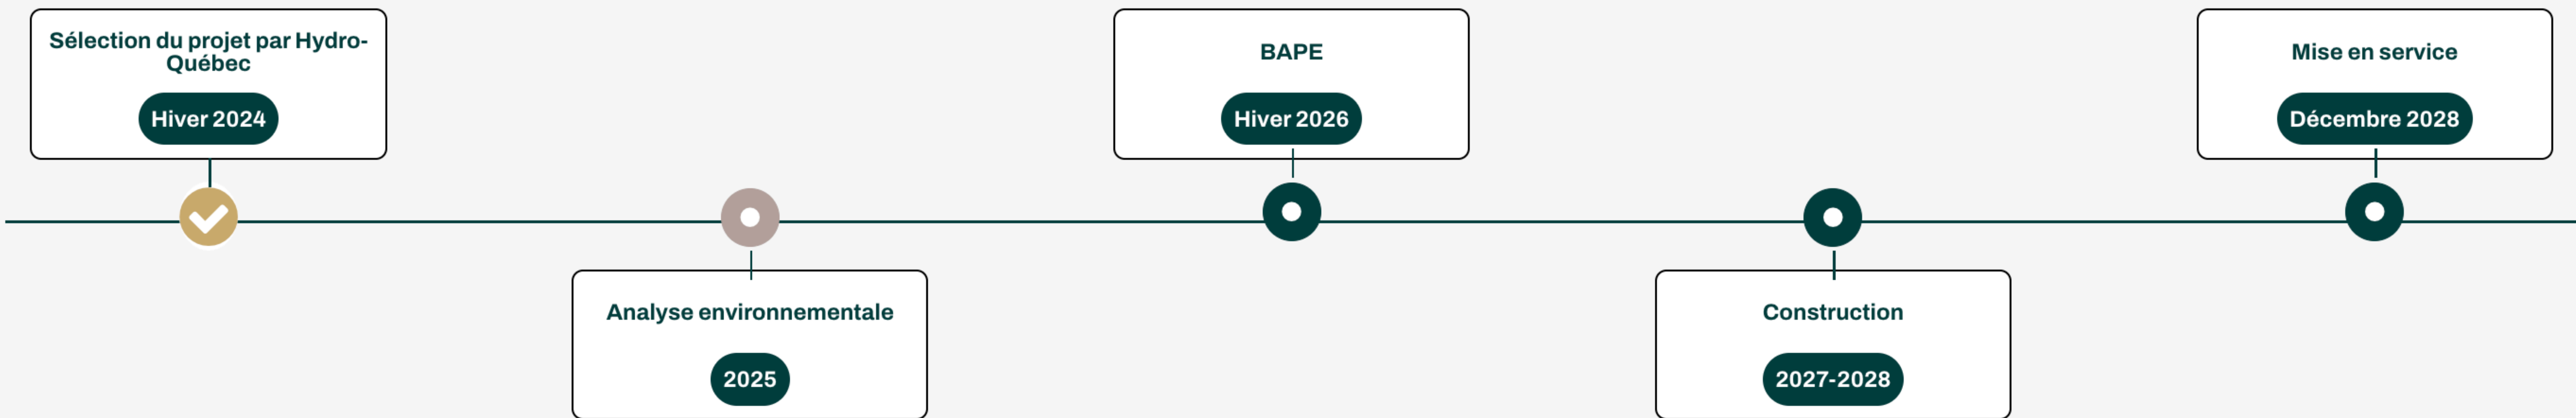 Sélection du projet par Hydro-
Québec
Hiver 2024
Analyse environnementale
2025
BAPE
Hiver 2026
Construction
2027-2028
Mise en service
Décembre 2028